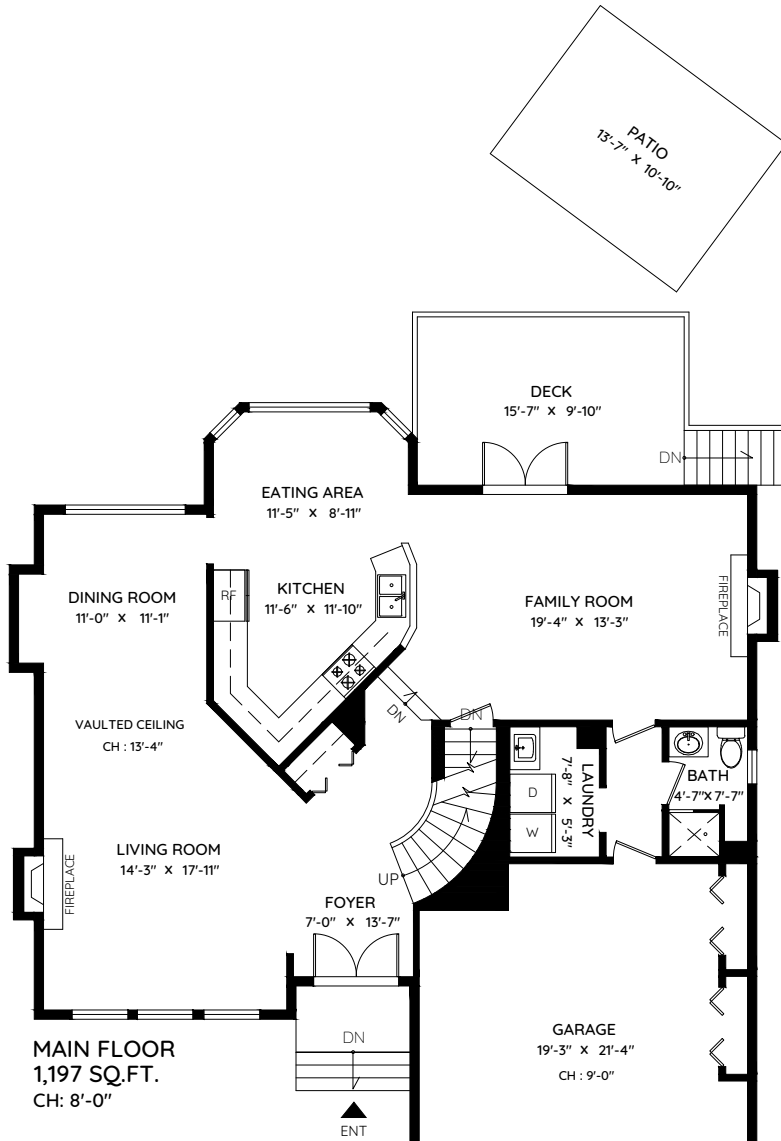 PATIO
13'-7" X 10'-10"
DECK
15'-7" X 9'-10"
DN
EATING AREA
11'-5" X 8'-11"
RF
KITCHEN
11'-6" X 11'-10"
DINING ROOM
11'-0" X 11'-1"
FAMILY ROOM
19'-4" X 13'-3"
FIREPLACE
VAULTED CEILING
CH : 13'-4"
DN
DN
LAUNDRY
7'-8" X 5'-3"
D
W
BATH
4'-7" X 7'-7"
LIVING ROOM
14'-3" X 17'-11"
FIREPLACE
UP
FOYER
7'-0" X 13'-7"
GARAGE
19'-3" X 21'-4"
CH : 9'-0"
DN
ENT
MAIN FLOOR
1,197 SQ.FT.
CH: 8'-0"